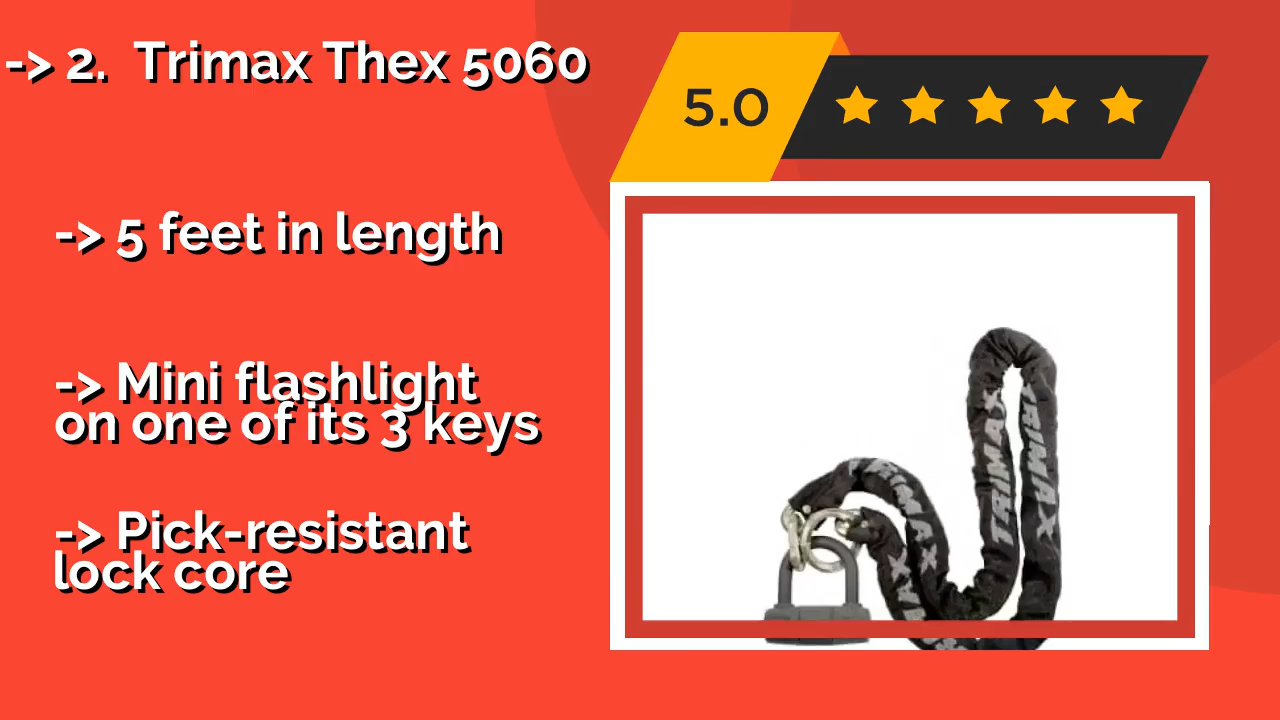 -> 2. Trimax Thex 5060
5.0
-> 5 feet in length
-> Mini flashlight
on one of its 3 keys
-> Pick-resistant
lock core
TRIMAX
TRIMAX
TRIMAX